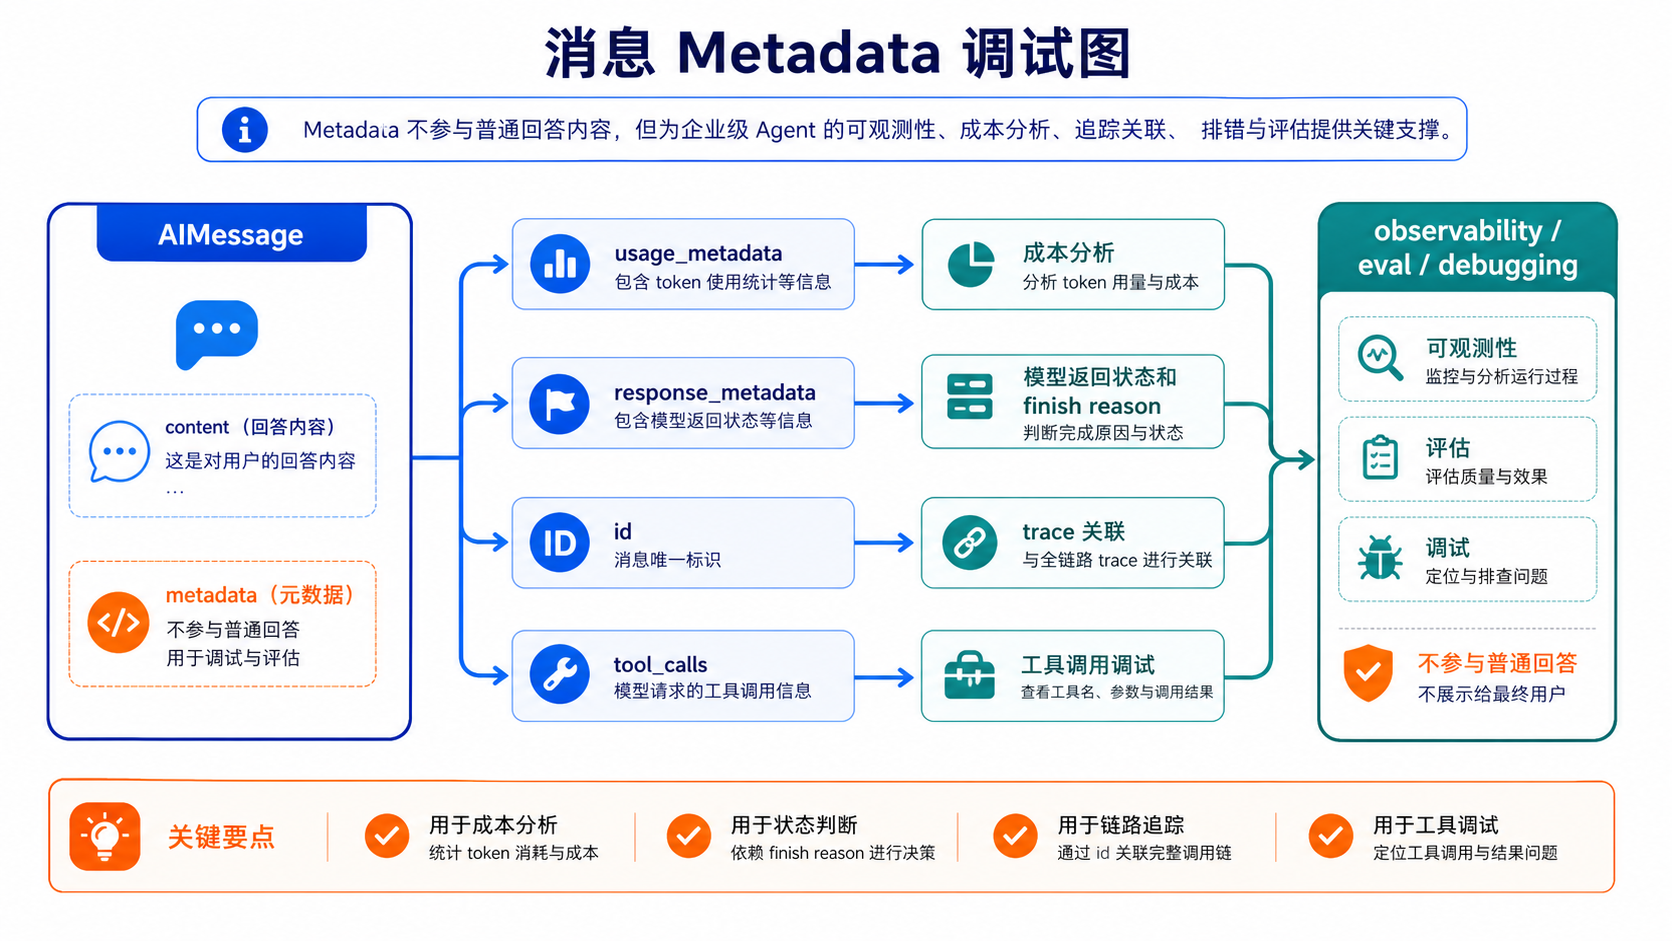 消息 Metadata 调试图
Metadata 不参与普通回答内容，但为企业级 Agent 的可观测性、成本分析、追踪关联、 排错与评估提供关键支撑。
AIMessage
content（回答内容）
这是对用户的回答内容
...
metadata（元数据）
不参与普通回答
用于调试与评估
usage_metadata
包含 token 使用统计等信息
response_metadata
包含模型返回状态等信息
ID
id
消息唯一标识
tool_calls
模型请求的工具调用信息
成本分析
分析 token 用量与成本
模型返回状态和
finish reason
判断完成原因与状态
trace 关联
与全链路 trace 进行关联
工具调用调试
查看工具名、参数与调用结果
observability /
eval / debugging
可观测性
监控与分析运行过程
评估
评估质量与效果
调试
定位与排查问题
不参与普通回答
不展示给最终用户
关键要点
用于成本分析
统计 token 消耗与成本
用于状态判断
依赖 finish reason 进行决策
用于链路追踪
通过 id 关联完整调用链
用于工具调试
定位工具调用与结果问题